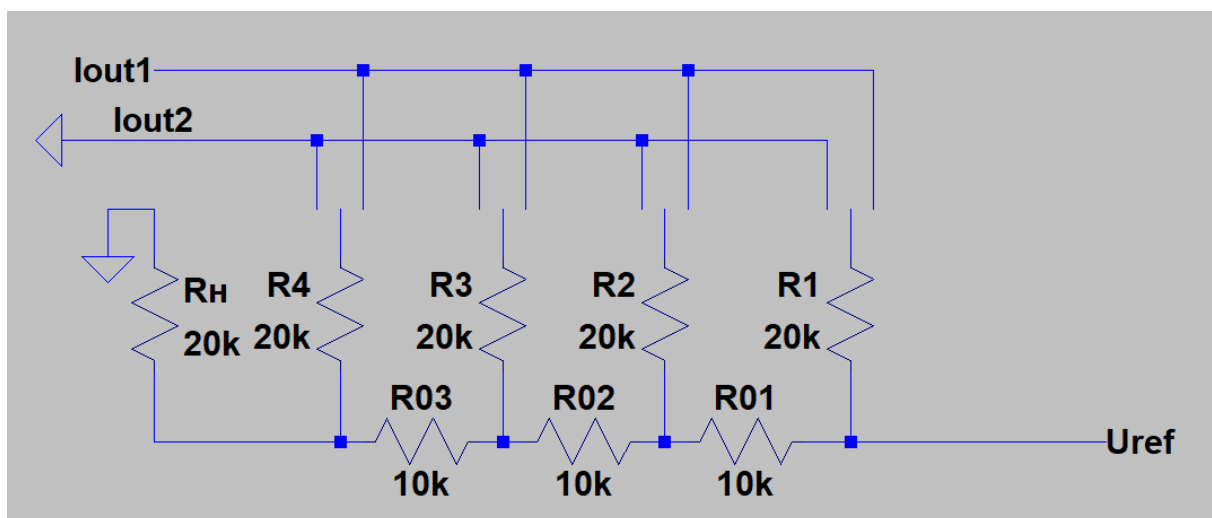 Iout1
Iout2
Rн R4 R3 R2 R1
20k 20k 20k 20k 20k
R03 R02 R01
Uref
10k 10k 10k